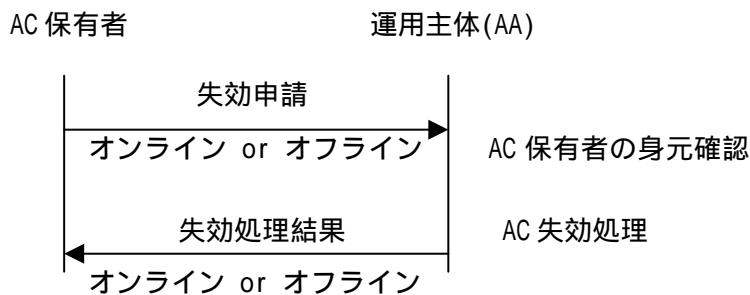 AC 保有者
運用主体(AA)
失効申請
オンライン or オフライン
AC 保有者の身元確認
失効処理結果
AC 失効処理
オンライン or オフライン